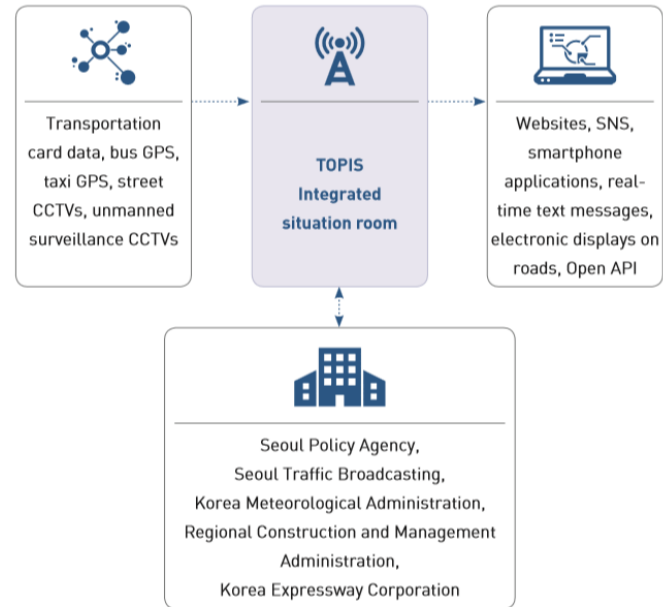 Transportation
card data, bus GPS,
taxi GPS, street
CCTVs, unmanned
surveillance CCTVs
TOPIS
Integrated
situation room
Websites, SNS,
smartphone
applications, real-
time text messages,
electronic displays on
roads, Open API
Seoul Policy Agency,
Seoul Traffic Broadcasting,
Korea Meteorological Administration,
Regional Construction and Management
Administration,
Korea Expressway Corporation